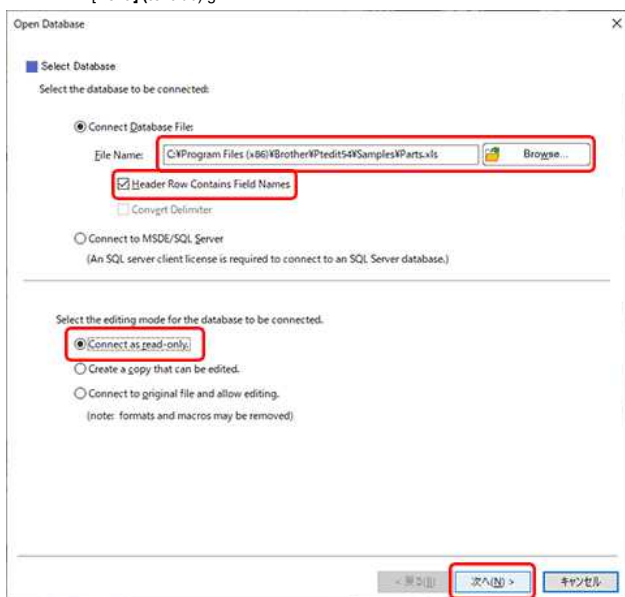 Open Database
Select Database
Select the database to be connected:
Connect Database File:
File Name: C:¥Program Files (x86)¥Brother¥Ptedit54¥Samples¥Parts.xls Browse...
Header Row Contains Field Names
Convert Delimiter
Connect to MSDE/SQL Server
(An SQL server client license is required to connect to an SQL Server database.)
Select the editing mode for the database to be connected.
Connect as read-only.
Create a copy that can be edited.
Connect to original file and allow editing.
(note: formats and macros may be removed)
< 戻る(B) 次へ(N) > キャンセル